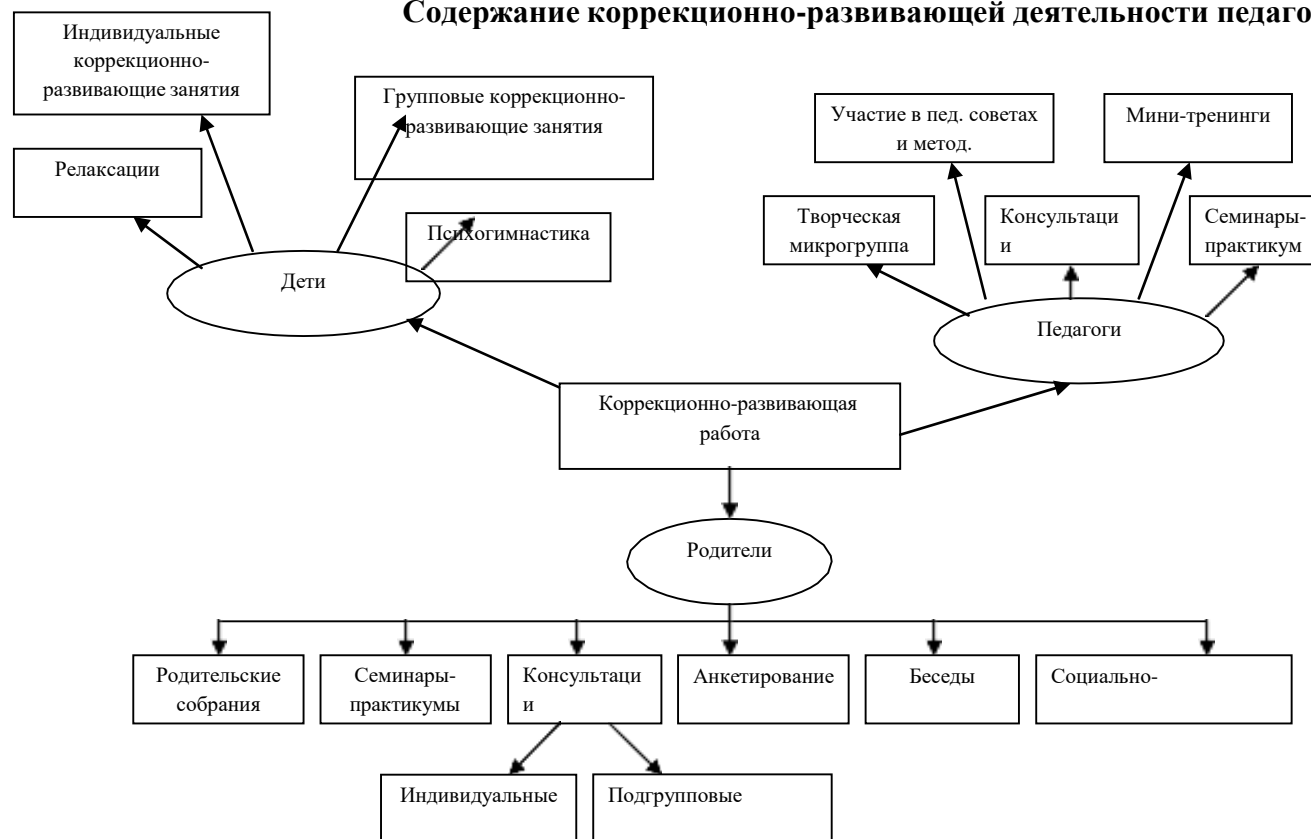 Содержание коррекционно-развивающей деятельности педаго
Индивидуальные
коррекционно-
развивающие занятия
Групповые коррекционно-
развивающие занятия
Релаксации
Психогимнастика
Дети
Участие в пед. советах
и метод.
Мини-тренинги
Творческая
микрогруппа
Консультаци
и
Семинары-
практикум
Педагоги
Коррекционно-развивающая
работа
Родители
Родительские
собрания
Семинары-
практикумы
Консультаци
и
Анкетирование
Беседы
Социально-
Индивидуальные
Подгрупповые